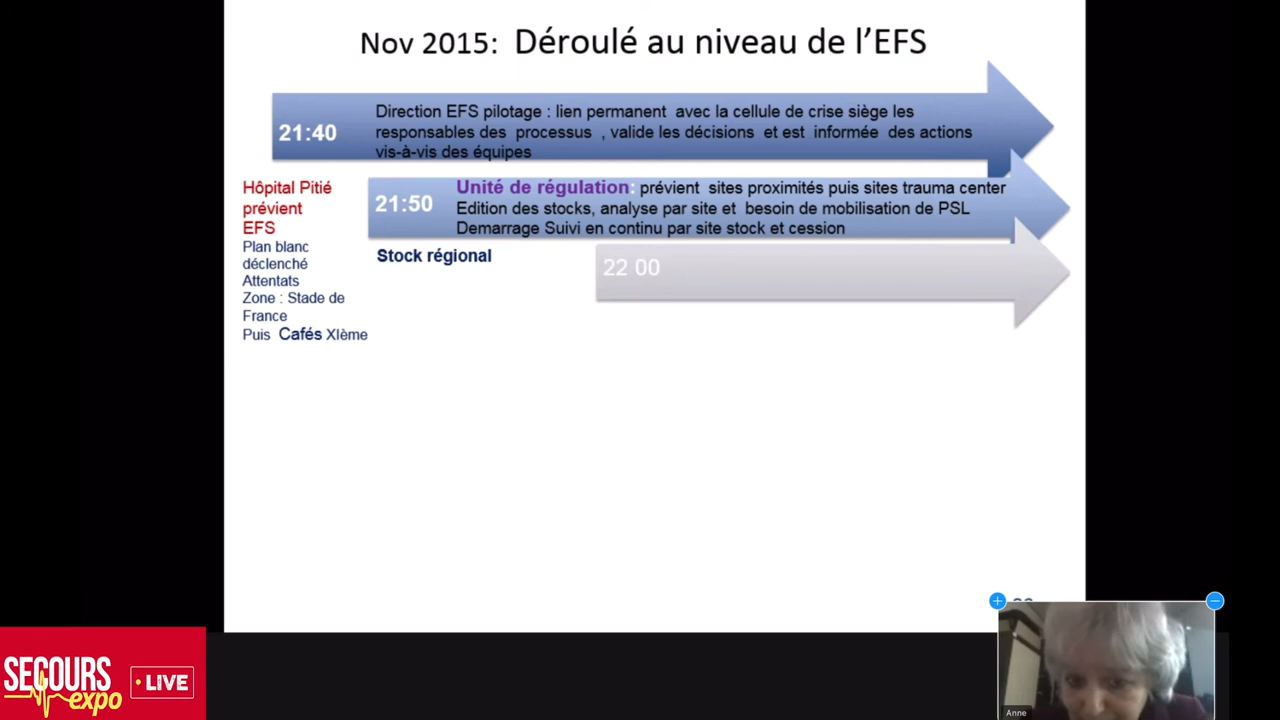 Nov 2015: Déroulé au niveau de l'EFS
21:40
Direction EFS pilotage : lien permanent avec la cellule de crise siège les
responsables des processus , valide les décisions et est informée des actions
vis-à-vis des équipes
Hôpital Pitié
prévient
EFS
Plan blanc
déclenché
Attentats
Zone : Stade de
France
Puis Cafés XIème
21:50
Unité de régulation: prévient sites proximités puis sites trauma center
Edition des stocks, analyse par site et besoin de mobilisation de PSL
Demarrage Suivi en continu par site stock et cession
Stock régional
22 00
SECOURS
expo
LIVE
Anne